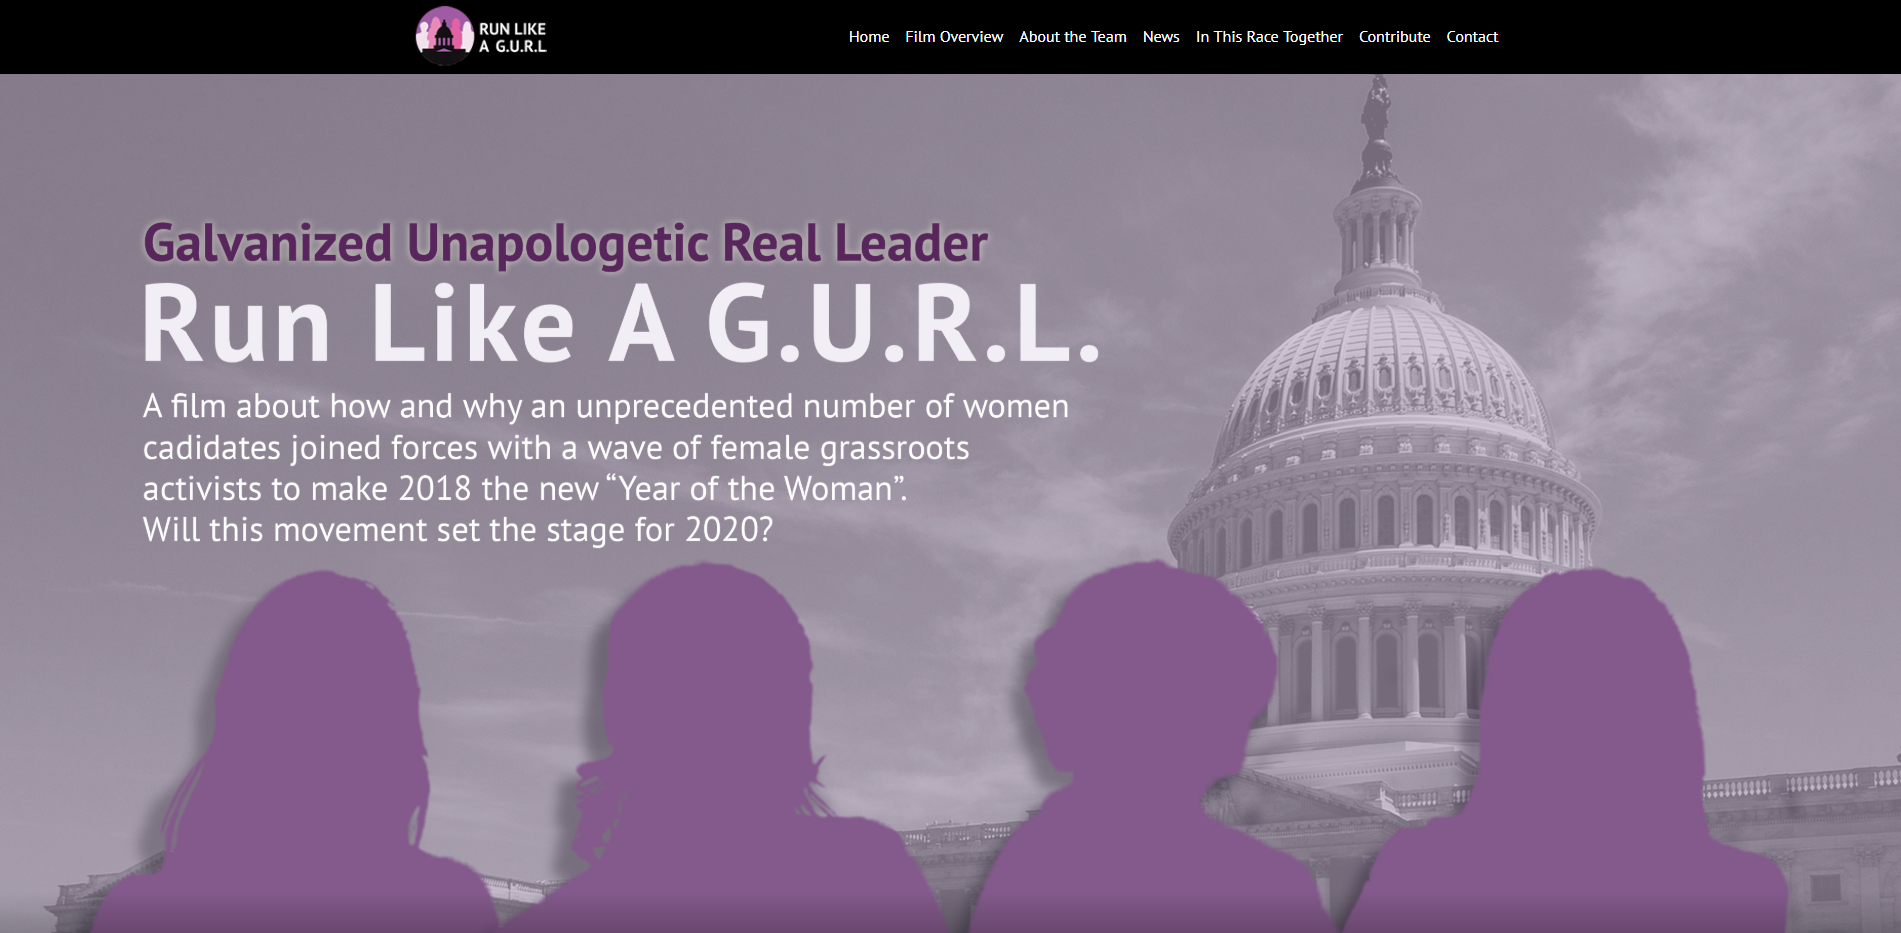 RUN LIKE
A G.U.R.L
Home Film Overview About the Team News In This Race Together Contribute Contact
Galvanized Unapologetic Real Leader
Run Like A G.U.R.L.
A film about how and why an unprecedented number of women
cadidates joined forces with a wave of female grassroots
activists to make 2018 the new “Year of the Woman”.
Will this movement set the stage for 2020?